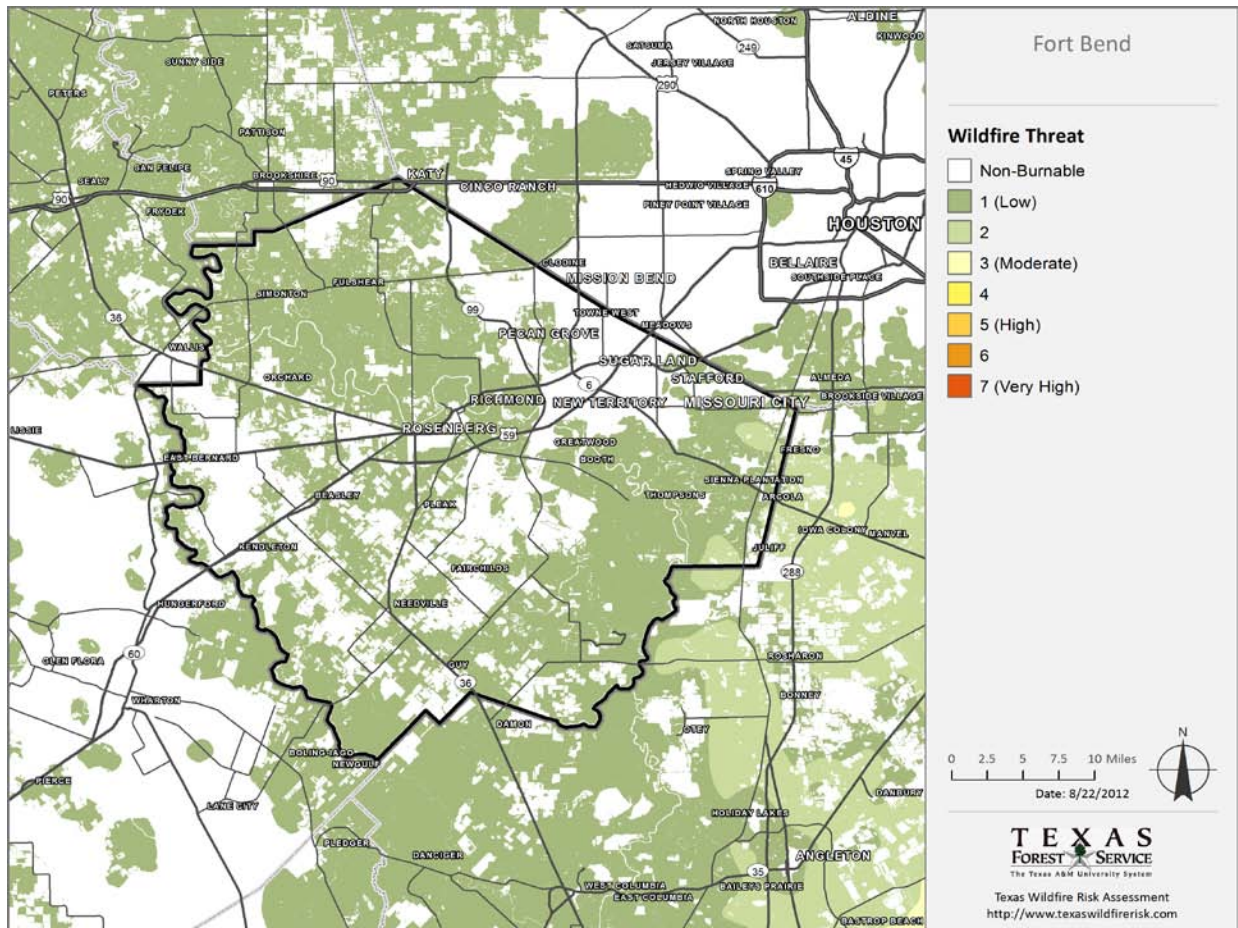 ALDINE
NORTH HOUSTON
KINWOOD
SATSUMA
249
JERSEY VILLAGE
SUNNY SIDE
290
PETERS
PATTISON
SAN FELIPE
SPRING VALLEY
45
KATY
BROOKSHIRE
90
SEALY
CINCO RANCH
HEDWIG VILLAGE
610
90
PINEY POINT VILLAGE
FRYDEK
HOUSTON
CLODINE
BELLAIRE
MISSION BEND
SOUTHSIDE PLACE
FULSHEAR
SIMONTON
99
TOWNE WEST
36
MEADOWS
PECAN GROVE
WALLIS
SUGAR LAND
ORCHARD
STAFFORD
ALMEDA
6
BROOKSIDE VILLAGE
RICHMOND
NEW TERRITORY
MISSOURI CITY
LISSIE
ROSENBERG
59
GREATWOOD
FRESNO
EAST BERNARD
BOOTH
SIENNA PLANTATION
BEASLEY
THOMPSONS
ARCOLA
PLEAK
IOWA COLONY
MANVEL
KENDLETON
JULIFF
FAIRCHILDS
288
HUNGERFORD
NEEDVILLE
60
GLEN FLORA
GUY
ROSHARON
36
BONNEY
WHARTON
DAMON
OTEY
BOLING-IAGO
NEWGULF
PIERCE
DANBURY
LANE CITY
HOLIDAY LAKES
PLEDGER
DANCIGER
ANGLETON
35
WEST COLUMBIA
BAILEYS PRAIRIE
EAST COLUMBIA
BASTROP BEACH
Fort Bend
Wildfire Threat
Non-Burnable
1 (Low)
2
3 (Moderate)
4
5 (High)
6
7 (Very High)
N
0 2.5 5 7.5 10 Miles
Date: 8/22/2012
TEXAS
FOREST SERVICE
The Texas A&M University System
Texas Wildfire Risk Assessment
http://www.texaswildfirerisk.com